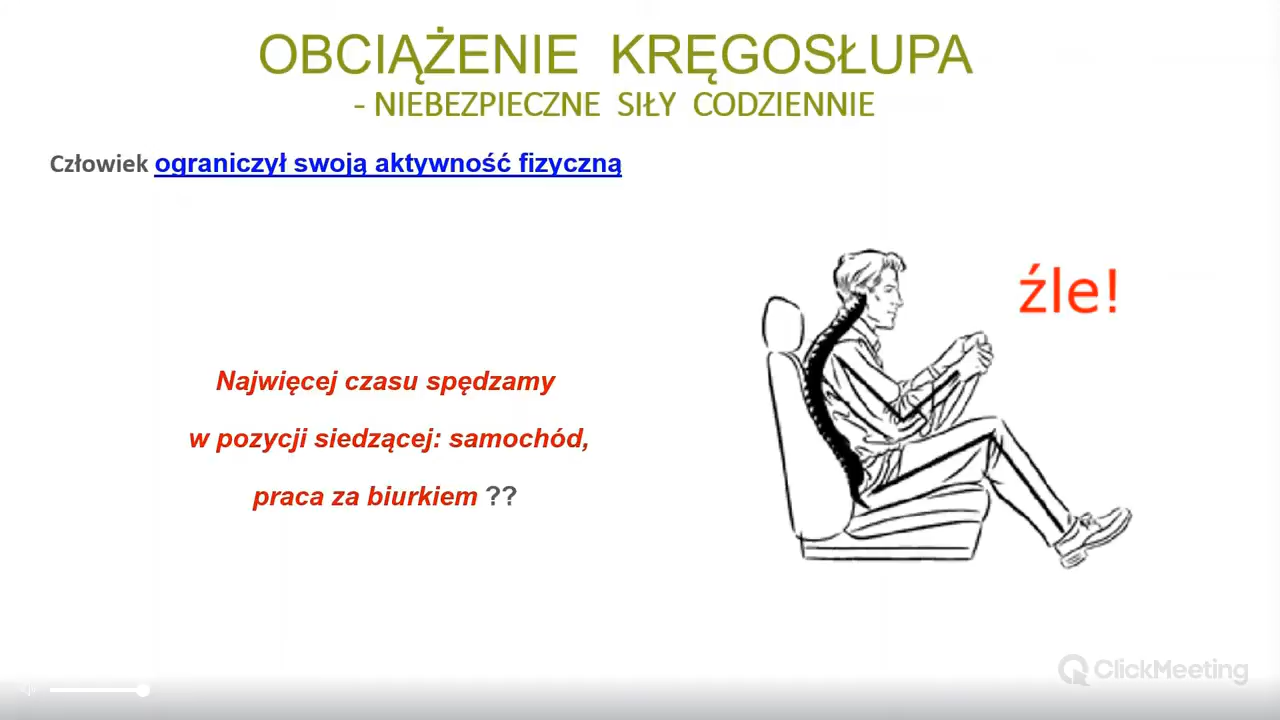 OBCIĄŻENIE KRĘGOSŁUPA
- NIEBEZPIECZNE SIŁY CODZIENNIE
Człowiek ograniczył swoją aktywność fizyczną
źle!
Najwięcej czasu spędzamy
w pozycji siedzącej: samochód,
praca za biurkiem ??
ClickMeeting